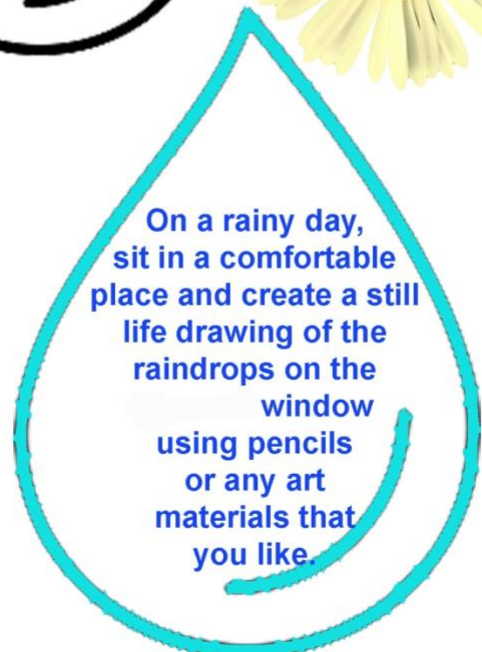 On a rainy day,
sit in a comfortable
place and create a still
life drawing of the
raindrops on the
window
using pencils
or any art
materials that
you like.